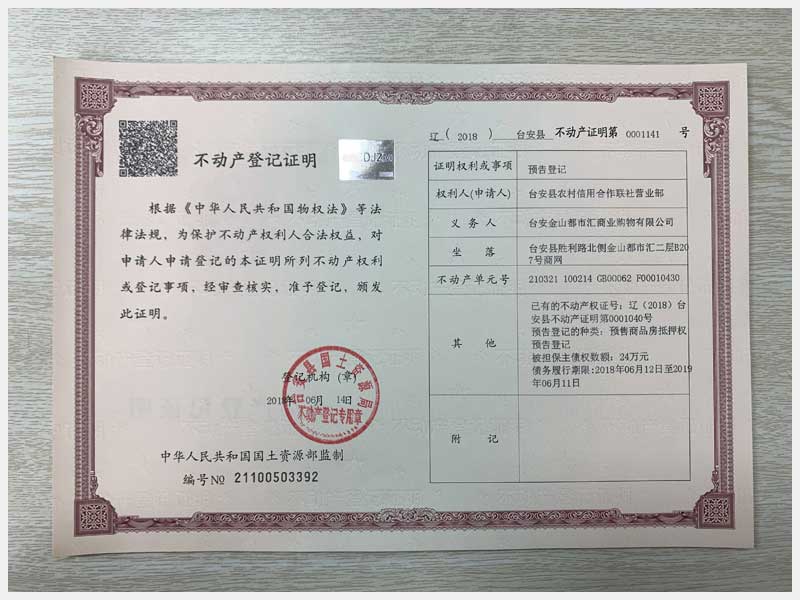 不动产登记证明
根据《中华人民共和国物权法》等法
律法规，为保护不动产权利人合法权益，对
申请人申请登记的本证明所列不动产权利
或登记事项，经审查核实，准予登记，颁发
此证明。
登记机构（章）
2018年 06月 14日
台安县国土资源局
不动产登记专用章
中华人民共和国国土资源部监制
编号№ 21100503392
辽（ 2018 ） 台安县 不动产证明第 0001141 号
证明权利或事项 预告登记
权利人(申请人) 台安县农村信用合作联社营业部
义务人 台安金山都市汇商业购物有限公司
坐落 台安县胜利路北侧金山都市汇二层B20
7号商网
不动产单元号 210321 100214 GB00062 F00010430
其他
已有的不动产权证号：辽（2018）台
安县不动产证明第0001040号
预告登记的种类：预售商品房抵押权
预告登记
被担保主债权数额：24万元
债务履行期限:2018年06月12日至2019
年06月11日
附记